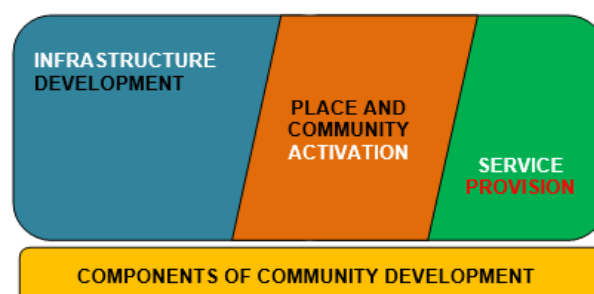 INFRASTRUCTURE
DEVELOPMENT
PLACE AND
COMMUNITY
ACTIVATION
SERVICE
PROVISION
COMPONENTS OF COMMUNITY DEVELOPMENT